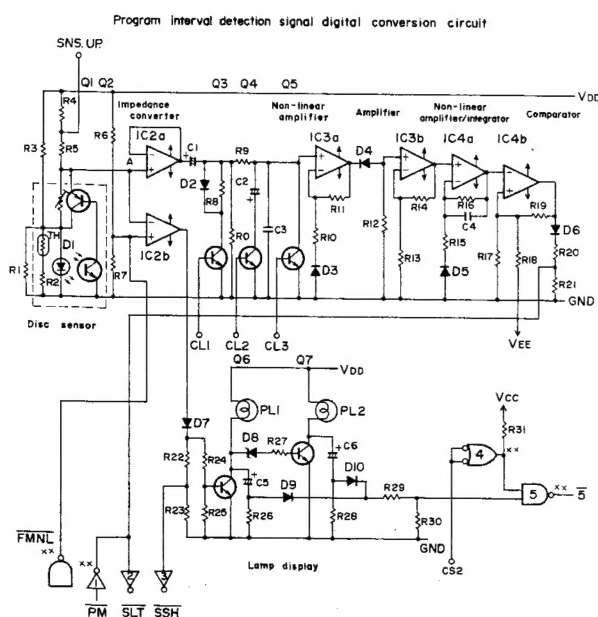 Program interval detection signal digital conversion circuit
SNS. UP.
Q1 Q2 Q3 Q4 Q5
VDD
R4
Impedance converter
Non-linear amplifier
Amplifier
Non-linear amplifier/integrator
Comparator
IC2a
IC3a
IC3b
IC4a
IC4b
R3
R5
R6
A
C1
R9
D4
D2
R8
C2
R11
R14
R16
C4
R19
D6
TH
D1
R1
R2
R7
IC2b
R0
C3
R10
R12
R13
R15
R17
R18
R20
D3
D5
R21
GND
Disc sensor
CL1
CL2
CL3
VEE
Q6
Q7
VDD
PL1
PL2
VCC
D7
D8
R27
C6
R31
R22
R24
C5
D10
4
××
D9
R29
5
××
5
R23
R25
R26
R28
R30
GND
FMNL
××
××
Lamp display
CS2
1
2
3
PM
SLT
SSH